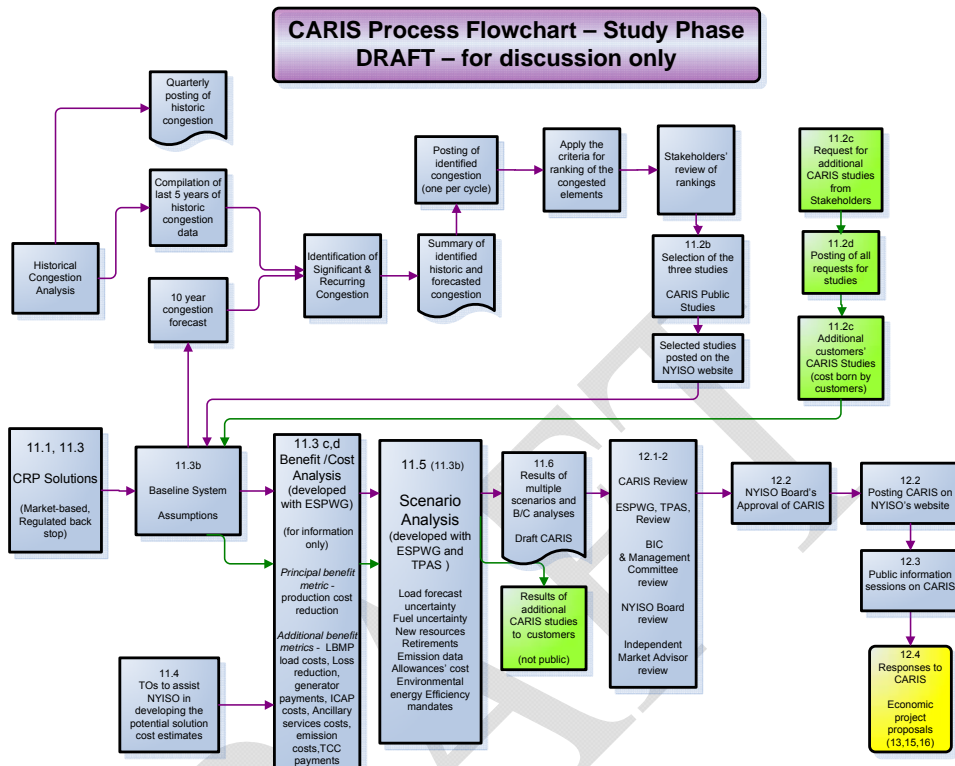 CARIS Process Flowchart – Study Phase
DRAFT – for discussion only
Quarterly
posting of
historic
congestion
Compilation of
last 5 years of
historic
congestion
data
Historical
Congestion
Analysis
10 year
congestion
forecast
Identification of
Significant &
Recurring
Congestion
Posting of
identified
congestion
(one per cycle)
Summary of
identified
historic and
forecasted
congestion
Apply the
criteria for
ranking of the
congested
elements
Stakeholders'
review of
rankings
11.2b
Selection of the
three studies
CARIS Public
Studies
Selected studies
posted on the
NYISO website
11.2c
Request for
additional
CARIS studies
from
Stakeholders
11.2d
Posting of all
requests for
studies
11.2c
Additional
customers'
CARIS Studies
(cost born by
customers)
11.1, 11.3
CRP Solutions
(Market-based,
Regulated back
stop)
11.3b
Baseline System
Assumptions
11.3 c,d
Benefit /Cost
Analysis
(developed
with ESPWG)
(for information
only)
Principal benefit
metric -
production cost
reduction
Additional benefit
metrics - LBMP
load costs, Loss
reduction,
generator
payments, ICAP
costs, Ancillary
services costs,
emission
costs,TCC
payments
11.4
TOs to assist
NYISO in
developing the
potential solution
cost estimates
11.5 (11.3b)
Scenario
Analysis
(developed with
ESPWG and
TPAS )
Load forecast
uncertainty
Fuel uncertainty
New resources
Retirements
Emission data
Allowances' cost
Environmental
energy Efficiency
mandates
11.6
Results of
multiple
scenarios and
B/C analyses
Draft CARIS
Results of
additional
CARIS studies
to customers
(not public)
12.1-2
CARIS Review
ESPWG, TPAS,
Review
BIC
& Management
Committee
review
NYISO Board
review
Independent
Market Advisor
review
12.2
NYISO Board's
Approval of CARIS
12.2
Posting CARIS on
NYISO's website
12.3
Public information
sessions on CARIS
12.4
Responses to
CARIS
Economic
project
proposals
(13,15,16)
DRAFT